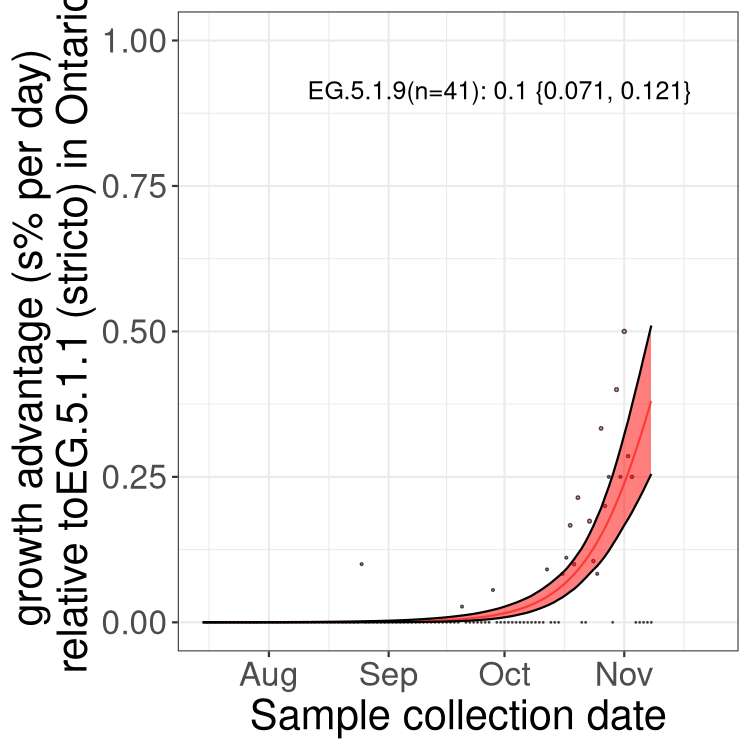 growth advantage (s% per day)
relative toEG.5.1.1 (stricto) in Ontario
1.00
EG.5.1.9(n=41): 0.1 {0.071, 0.121}
0.75
0.50
0.25
0.00
Aug Sep Oct Nov
Sample collection date